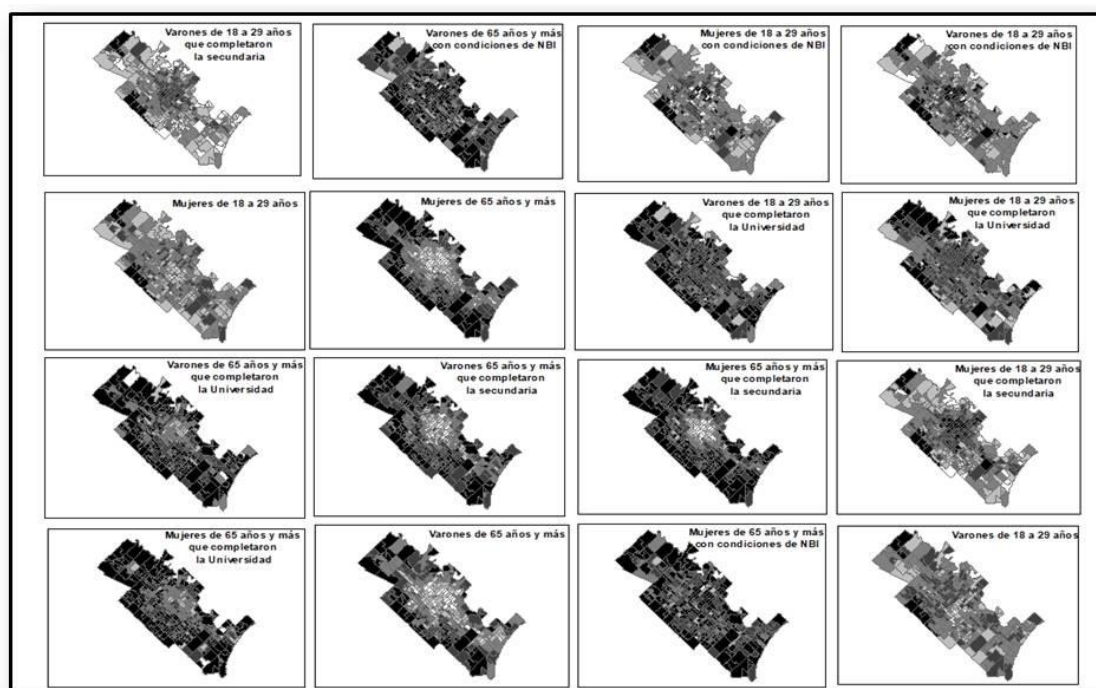 Varones de 18 a 29 años
que completaron
la secundaria
Varones de 65 años y más
con condiciones de NBI
Mujeres de 18 a 29 años
con condiciones de NBI
Varones de 18 a 29 años
con condiciones de NBI
Mujeres de 18 a 29 años
Mujeres de 65 años y más
Varones de 18 a 29 años
que completaron
la Universidad
Mujeres de 18 a 29 años
que completaron
la Universidad
Varones de 65 años y más
que completaron
la Universidad
Varones de 65 años y más
que completaron
la secundaria
Mujeres 65 años y más
que completaron
la secundaria
Mujeres de 18 a 29 años
que completaron
la secundaria
Mujeres de 65 años y más
que completaron
la Universidad
Varones de 65 años y más
Mujeres de 65 años y más
con condiciones de NBI
Varones de 18 a 29 años